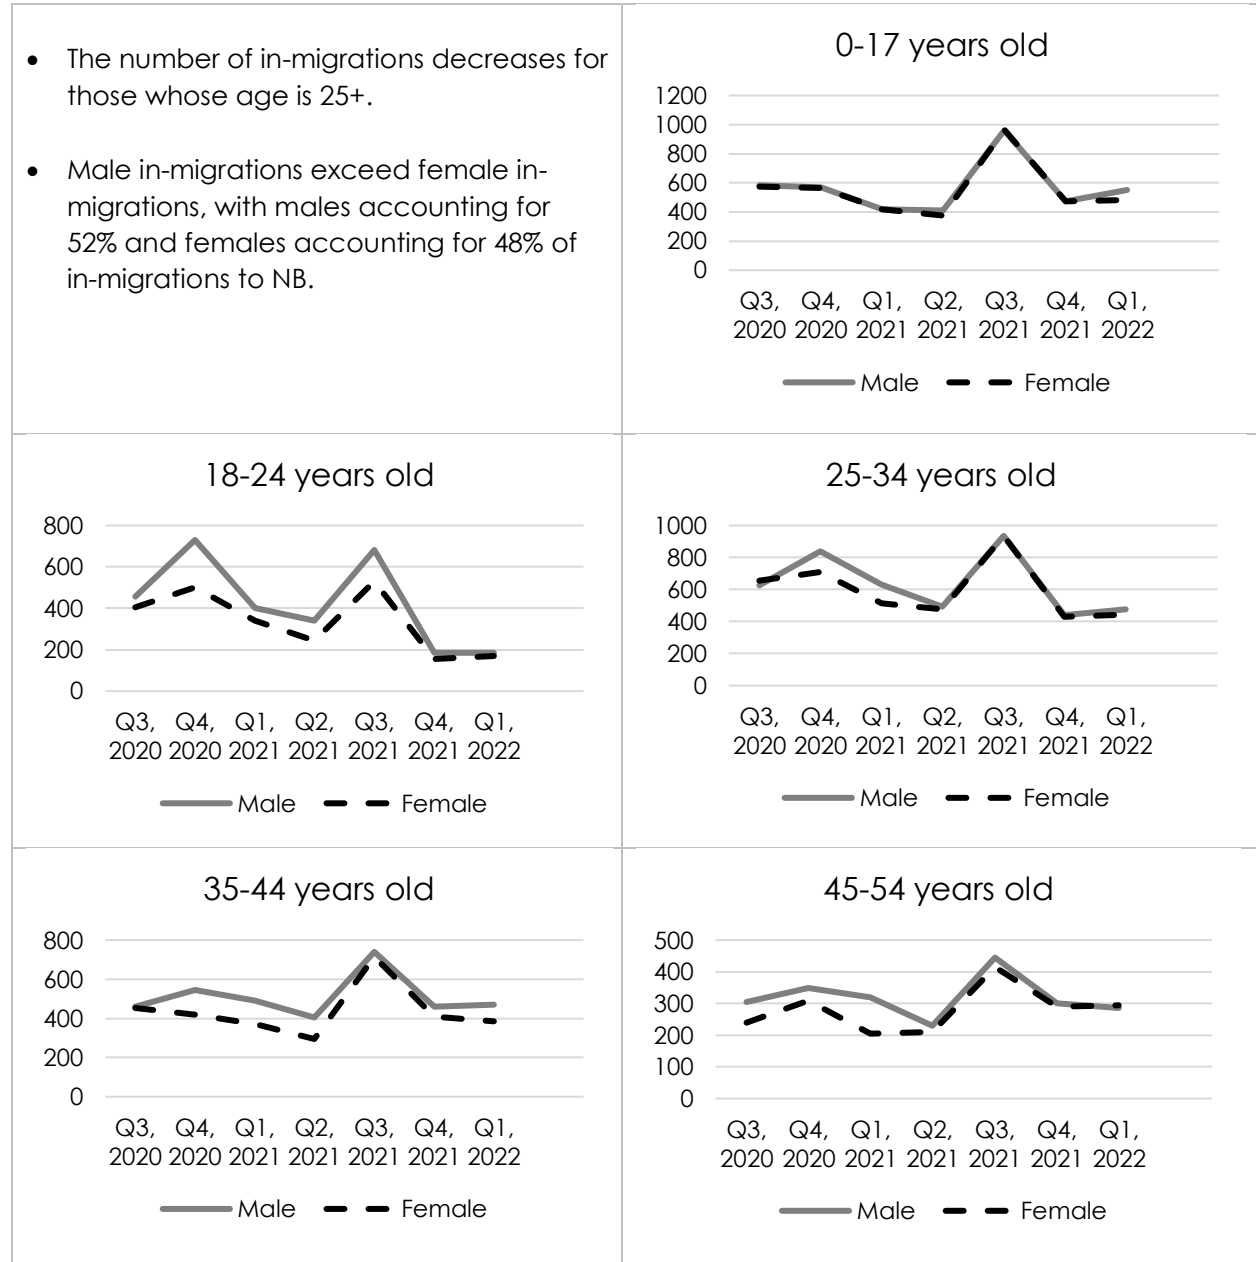 • The number of in-migrations decreases for
those whose age is 25+.
• Male in-migrations exceed female in-
migrations, with males accounting for
52% and females accounting for 48% of
in-migrations to NB.
0-17 years old
1200
1000
800
600
400
200
0
Q3, Q4, Q1, Q2, Q3, Q4, Q1,
2020 2020 2021 2021 2021 2021 2022
Male Female
18-24 years old
800
600
400
200
0
Q3, Q4, Q1, Q2, Q3, Q4, Q1,
2020 2020 2021 2021 2021 2021 2022
Male Female
25-34 years old
1000
800
600
400
200
0
Q3, Q4, Q1, Q2, Q3, Q4, Q1,
2020 2020 2021 2021 2021 2021 2022
Male Female
35-44 years old
800
600
400
200
0
Q3, Q4, Q1, Q2, Q3, Q4, Q1,
2020 2020 2021 2021 2021 2021 2022
Male Female
45-54 years old
500
400
300
200
100
0
Q3, Q4, Q1, Q2, Q3, Q4, Q1,
2020 2020 2021 2021 2021 2021 2022
Male Female